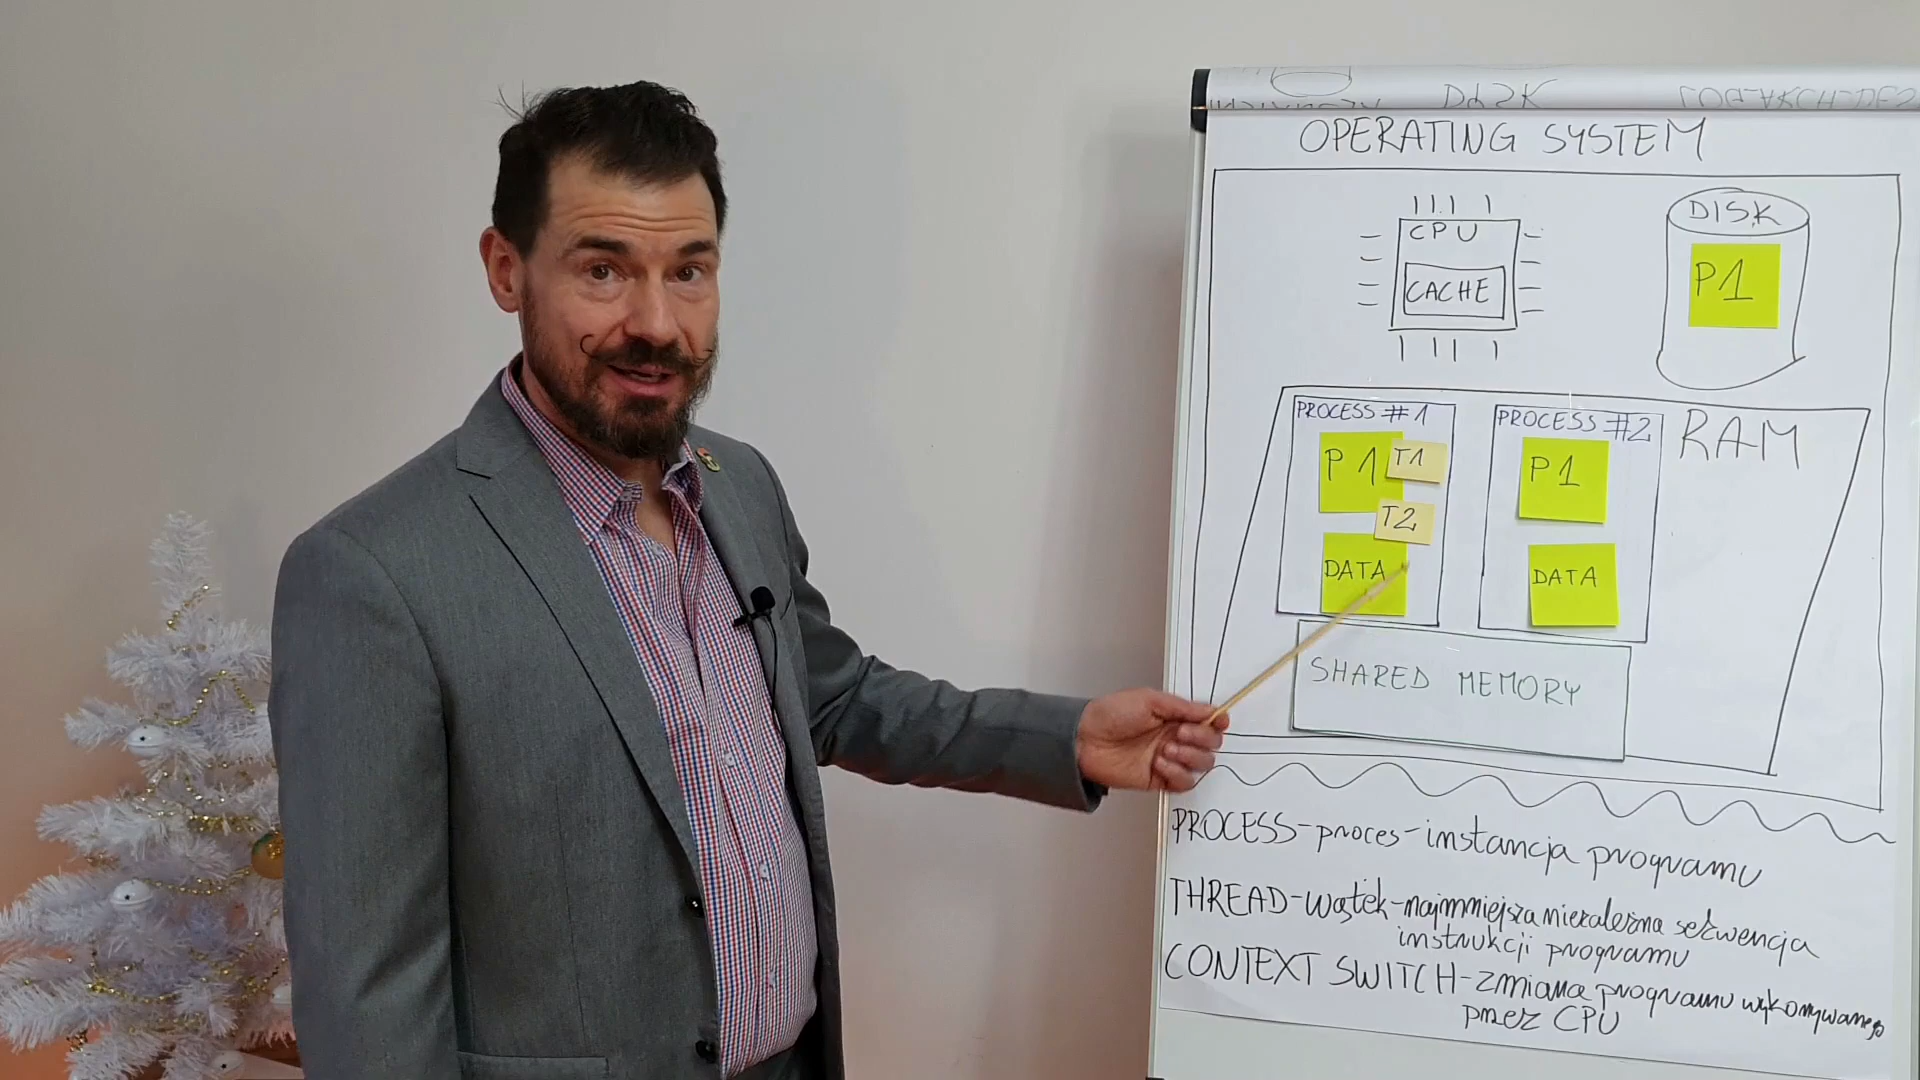 DISK
OPERATING SYSTEM
CPU
CACHE
DISK
P1
PROCESS #1
P1
T1
T2
DATA
PROCESS #2
P1
DATA
RAM
SHARED MEMORY
PROCESS-proces-instancja programu
THREAD-wątek-najmniejsza niezależna sekwencja
instrukcji programu
CONTEXT SWITCH-zmiana programu wykonywanego
przez CPU